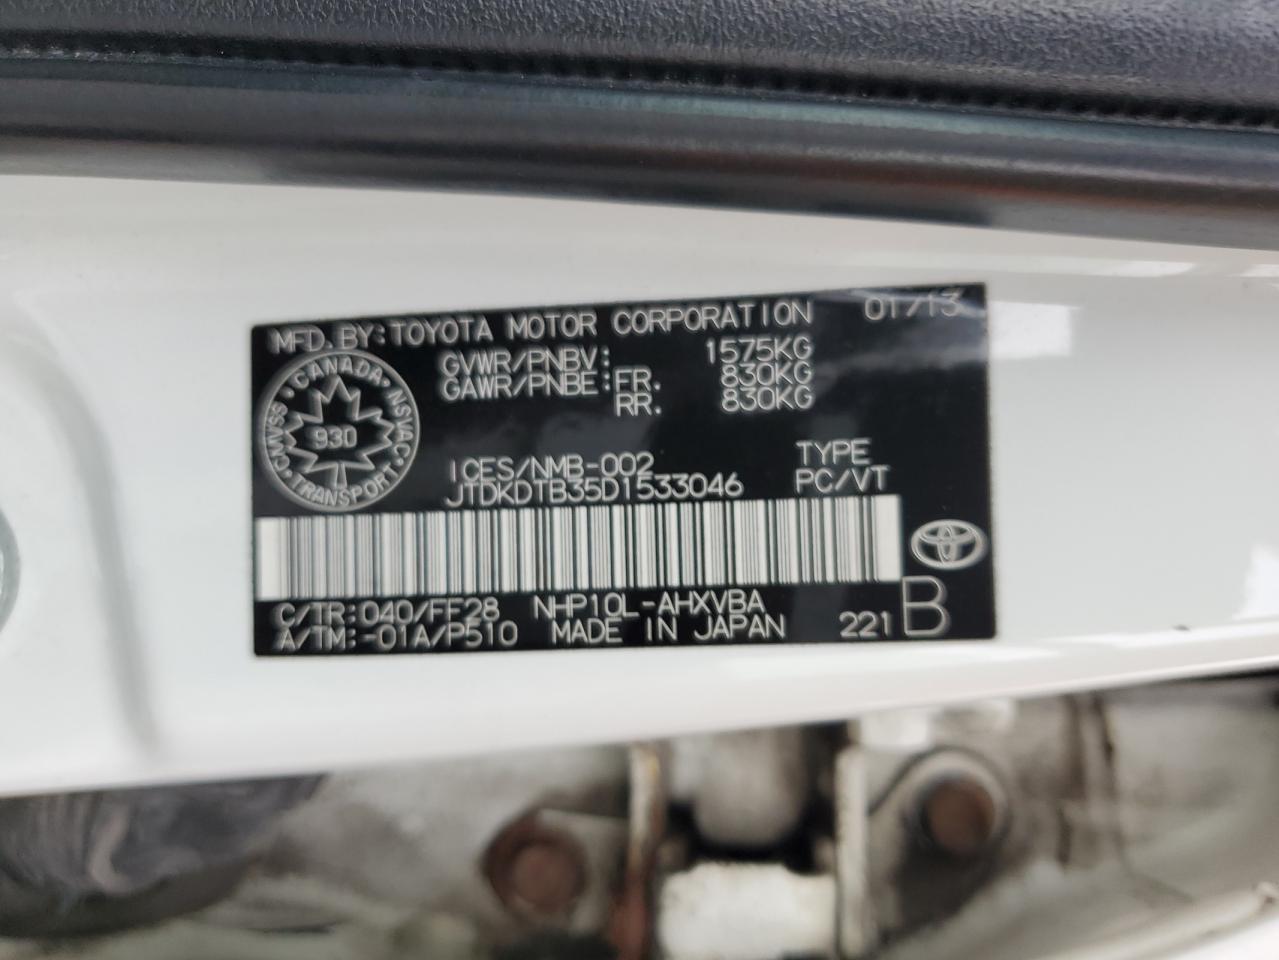 MFD. BY: TOYOTA MOTOR CORPORATION 01/13
GVWR/PNBV: 1575KG
GAWR/PNBE: FR. 830KG
RR. 830KG
CANADA
CMVSS NSVAC
930
TRANSPORT
ICES/NMB-002 TYPE
JTDKDTB35D1533046 PC/VT
C/TR: 040/FF28 NHP10L-AHXVBA
A/TM: -01A/P510 MADE IN JAPAN 221 B